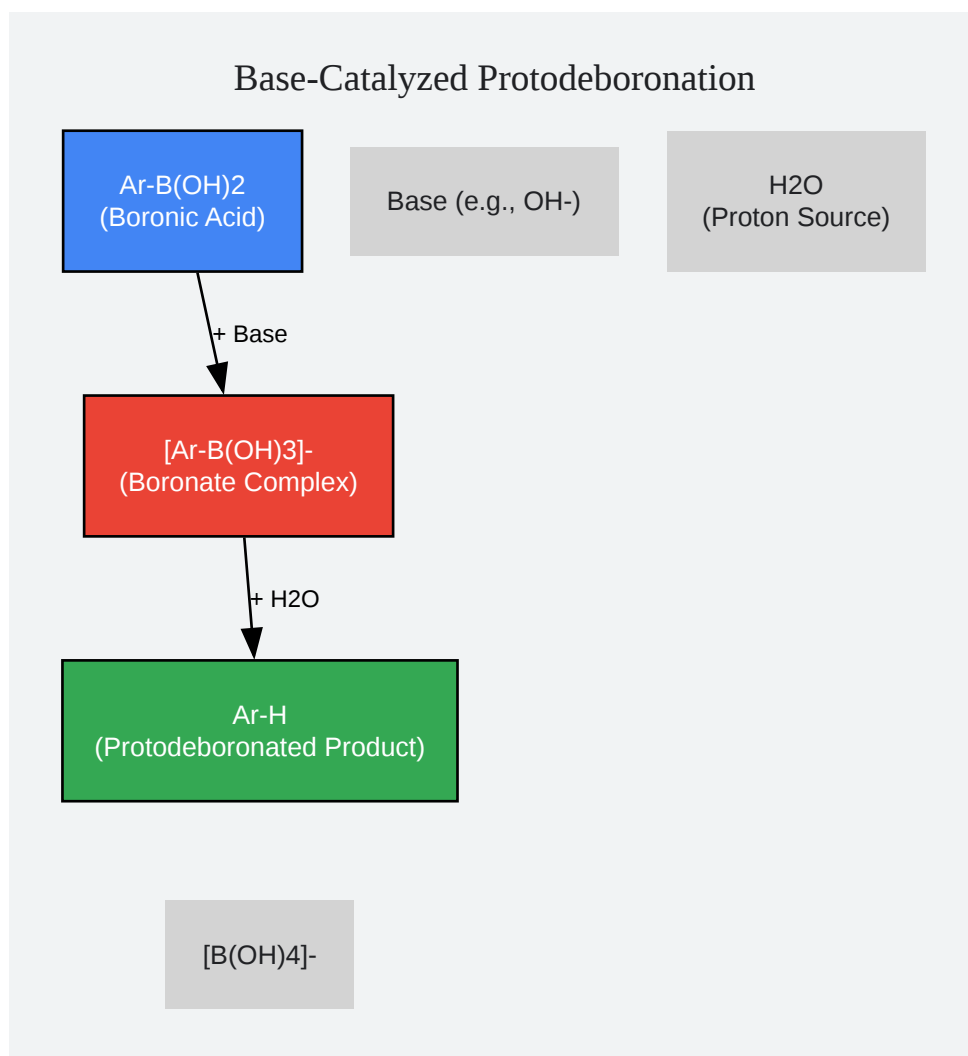 Base-Catalyzed Protodeboronation
Ar-B(OH)2
(Boronic Acid)
Base (e.g., OH-)
H2O
(Proton Source)
+ Base
[Ar-B(OH)3]-
(Boronate Complex)
+ H2O
Ar-H
(Protodeboronated Product)
[B(OH)4]-